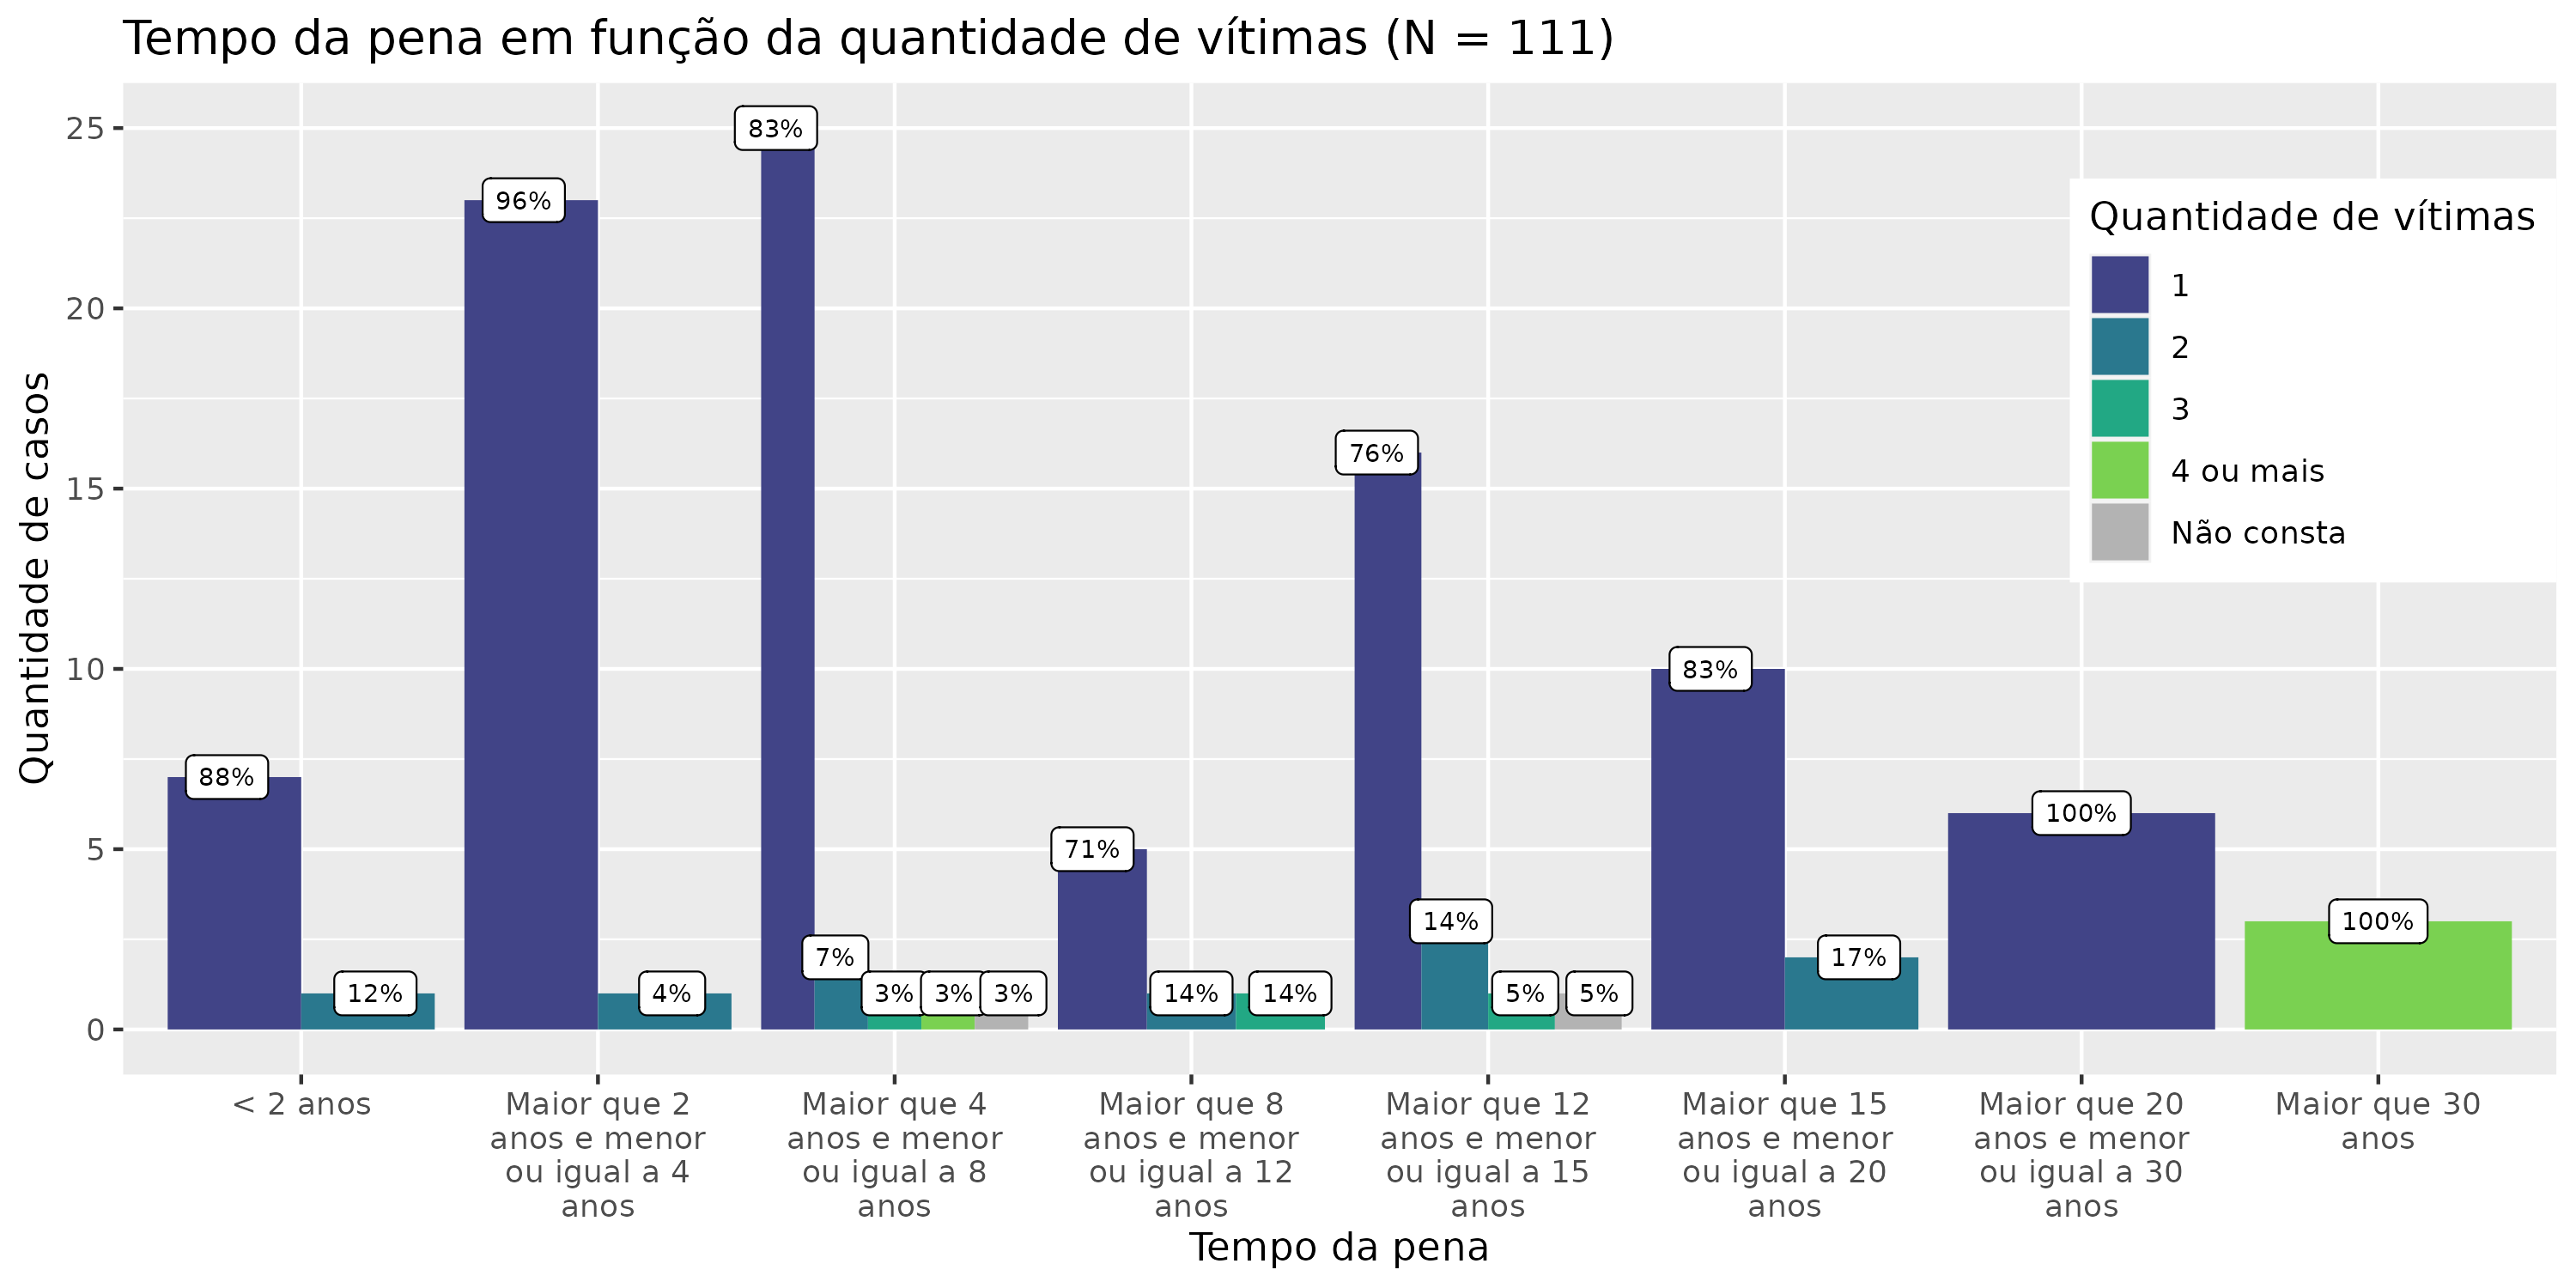 Tempo da pena em função da quantidade de vítimas (N = 111)
Quantidade de casos
25
20
15
10
5
0
88%
12%
96%
4%
83%
7%
3%
3%
3%
71%
14%
14%
76%
14%
5%
5%
83%
17%
100%
100%
Quantidade de vítimas
1
2
3
4 ou mais
Não consta
< 2 anos
Maior que 2
anos e menor
ou igual a 4
anos
Maior que 4
anos e menor
ou igual a 8
anos
Maior que 8
anos e menor
ou igual a 12
anos
Maior que 12
anos e menor
ou igual a 15
anos
Maior que 15
anos e menor
ou igual a 20
anos
Maior que 20
anos e menor
ou igual a 30
anos
Maior que 30
anos
Tempo da pena